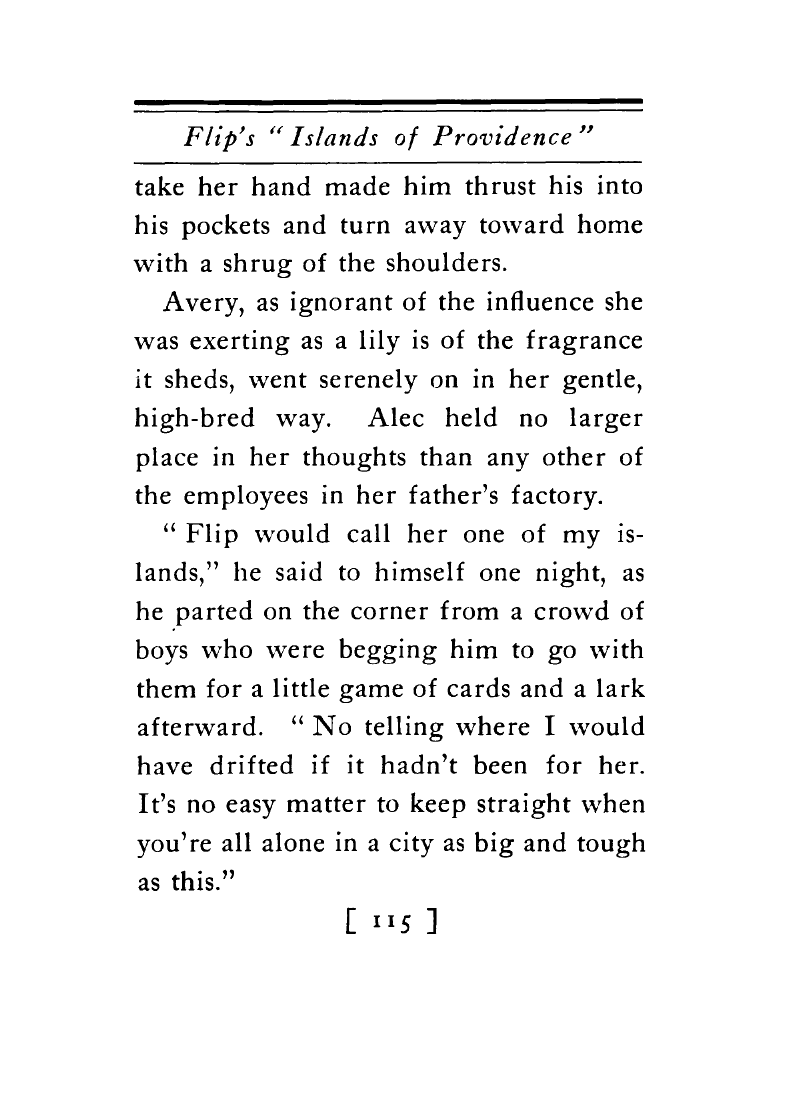 Flip's “ Islands of Providence ”
take her hand made him thrust his into
his pockets and turn away toward home
with a shrug of the shoulders.
Avery, as ignorant of the influence she
was exerting as a lily is of the fragrance
it sheds, went serenely on in her gentle,
high-bred way. Alec held no larger
place in her thoughts than any other of
the employees in her father's factory.
“ Flip would call her one of my is-
lands,” he said to himself one night, as
he parted on the corner from a crowd of
boys who were begging him to go with
them for a little game of cards and a lark
afterward. “ No telling where I would
have drifted if it hadn't been for her.
It's no easy matter to keep straight when
you're all alone in a city as big and tough
as this.”
[ 115 ]